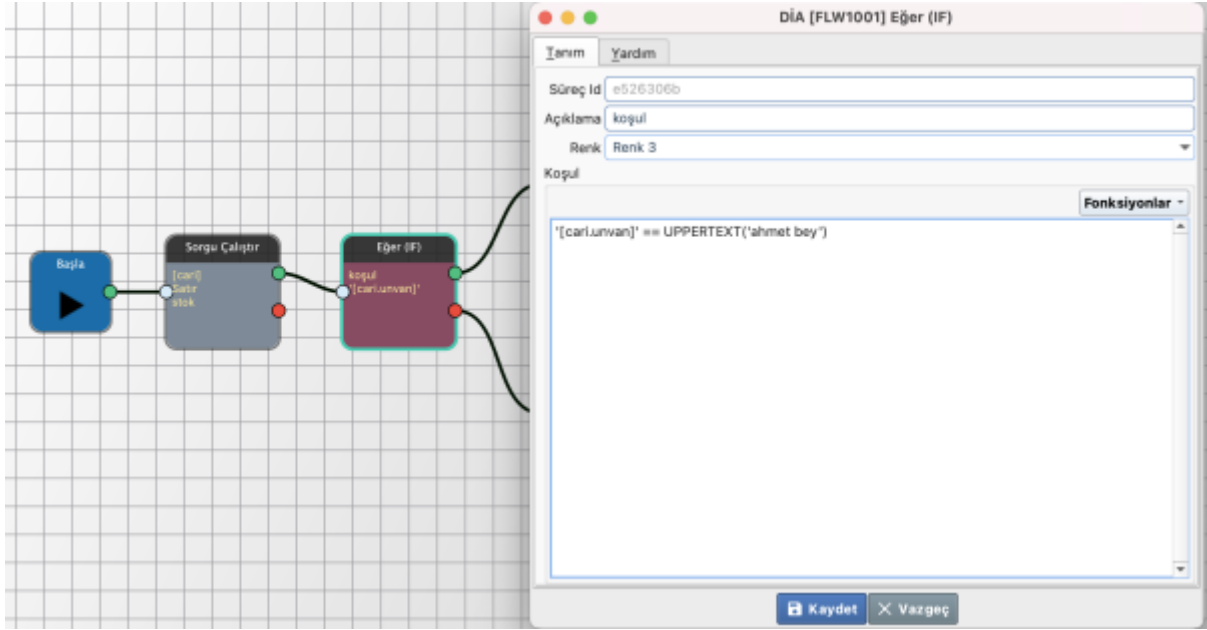 DİA [FLW1001] Eğer (IF)
Tanım
Yardım
Süreç Id e526306b
Açıklama koşul
Renk Renk 3
Koşul
Fonksiyonlar
'[cari.unvan]' == UPPERTEXT('ahmet bey')
Kaydet
Vazgeç
Başla
Sorgu Çalıştır
[cari]
Satır
stok
Eğer (IF)
koşul
'[cari.unvan]'